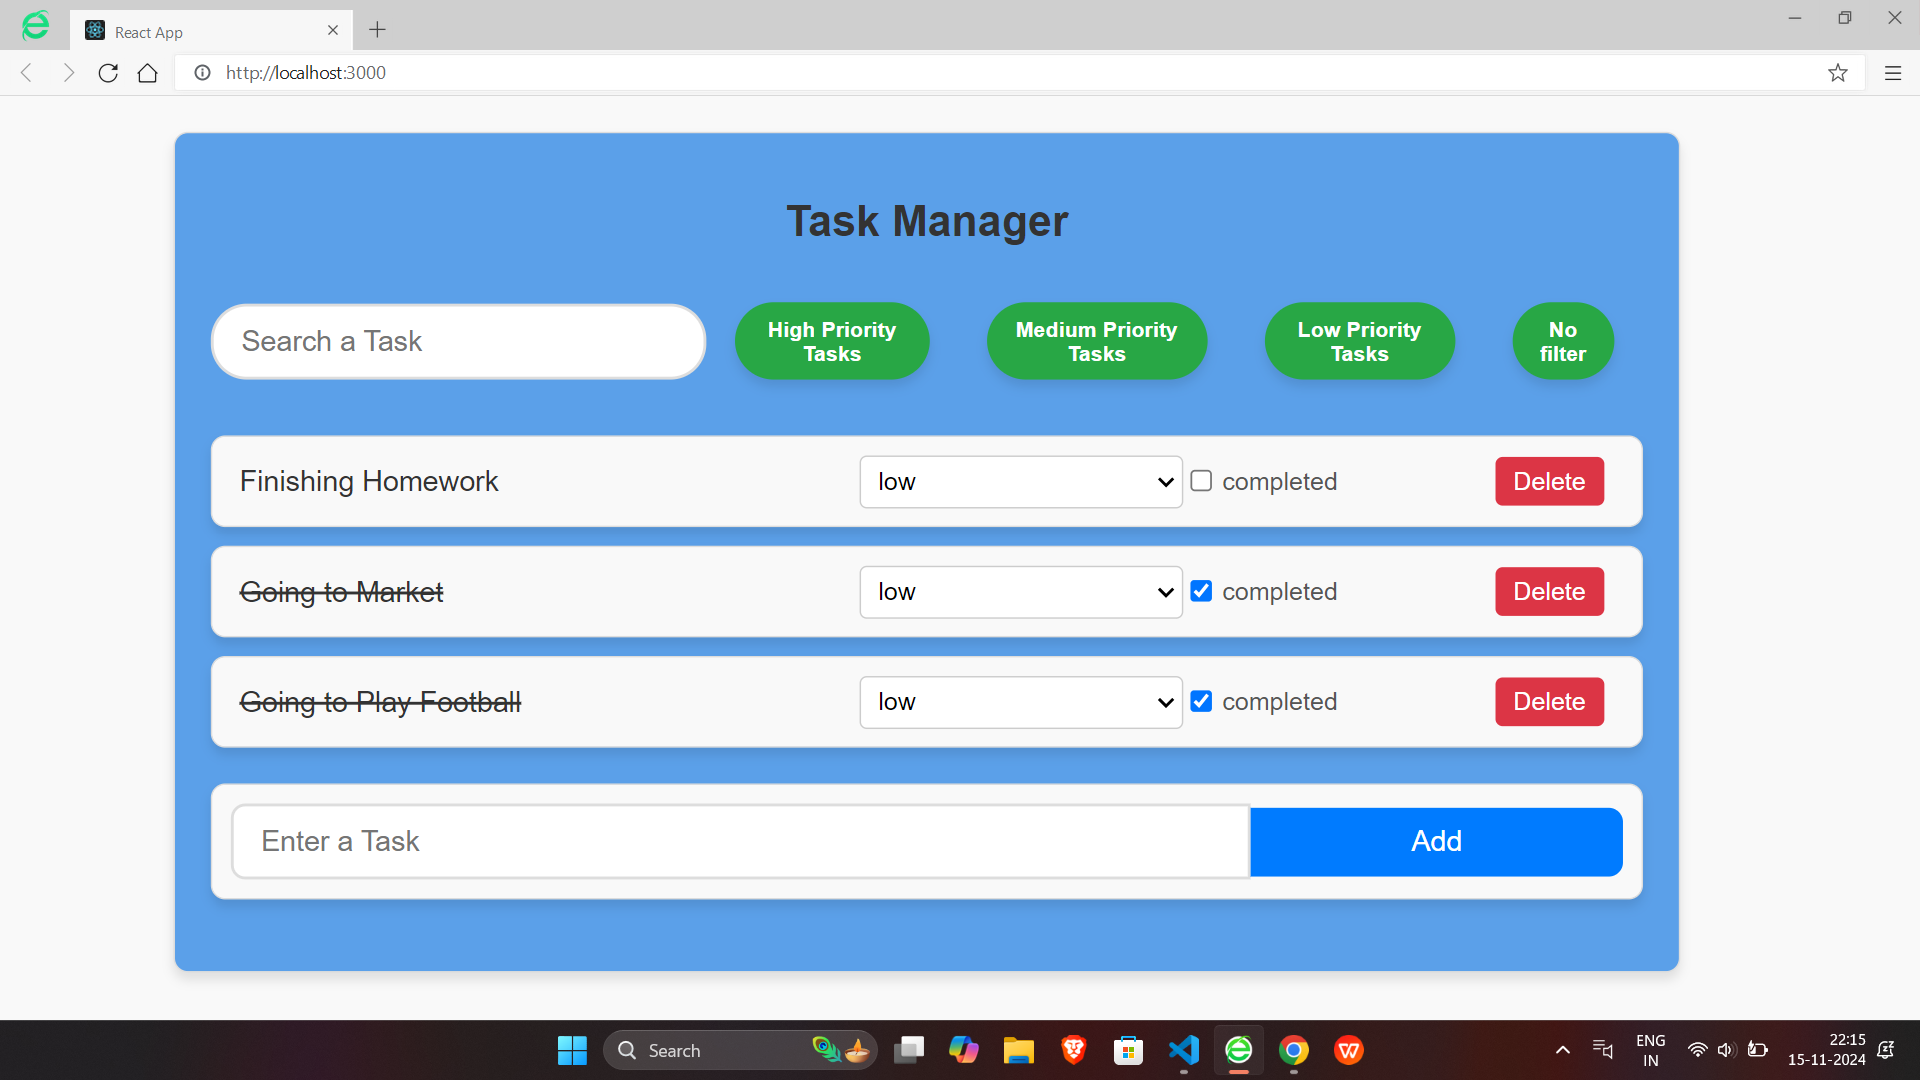 React App
http://localhost:3000
Task Manager
Search a Task
High Priority
Tasks
Medium Priority
Tasks
Low Priority
Tasks
No
filter
Finishing Homework
low
completed
Delete
Going to Market
low
completed
Delete
Going to Play Football
low
completed
Delete
Enter a Task
Add
Search
ENG
IN
22:15
15-11-2024